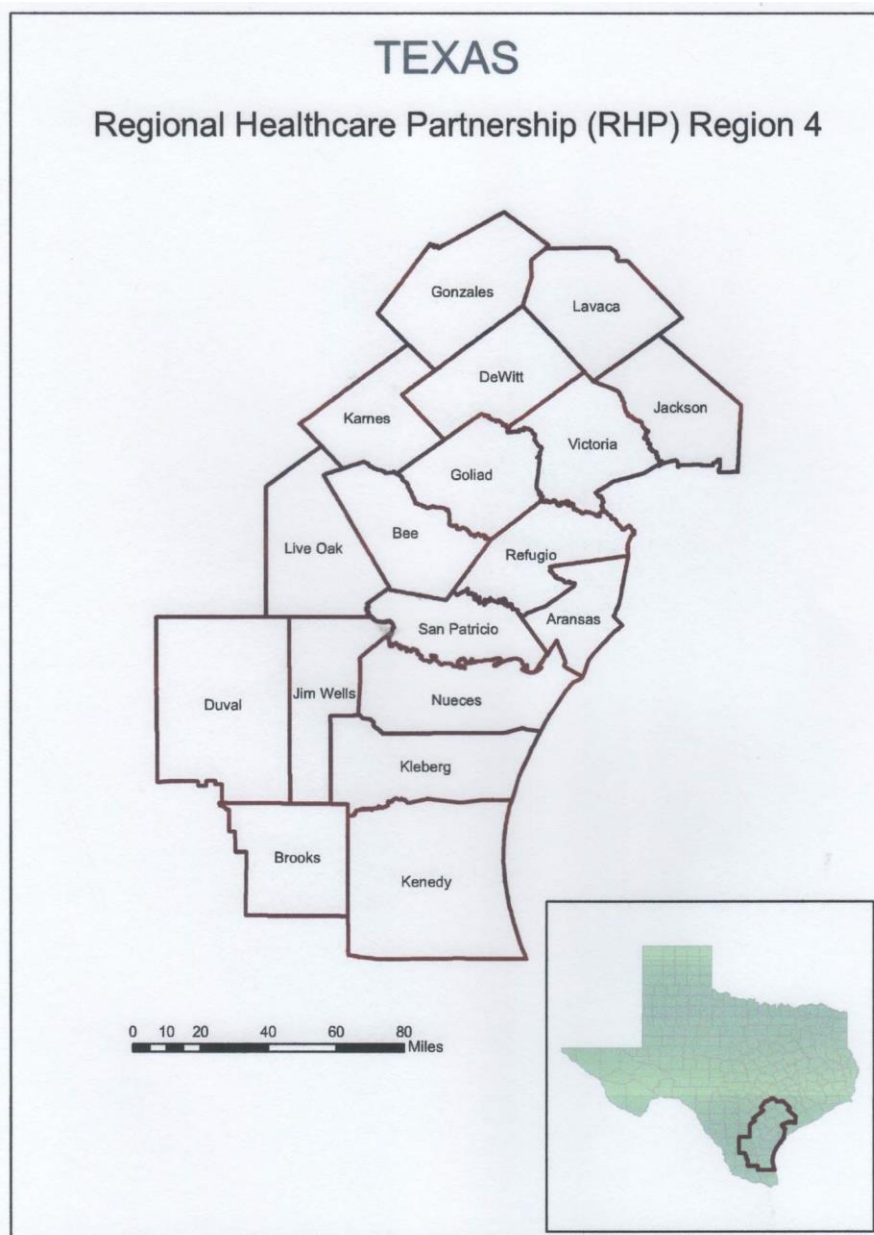 TEXAS
Regional Healthcare Partnership (RHP) Region 4
Gonzales
Lavaca
DeWitt
Karnes
Jackson
Victoria
Goliad
Bee
Live Oak
Refugio
Aransas
San Patricio
Jim Wells
Nueces
Duval
Kleberg
Brooks
Kenedy
0 10 20 40 60 80
Miles